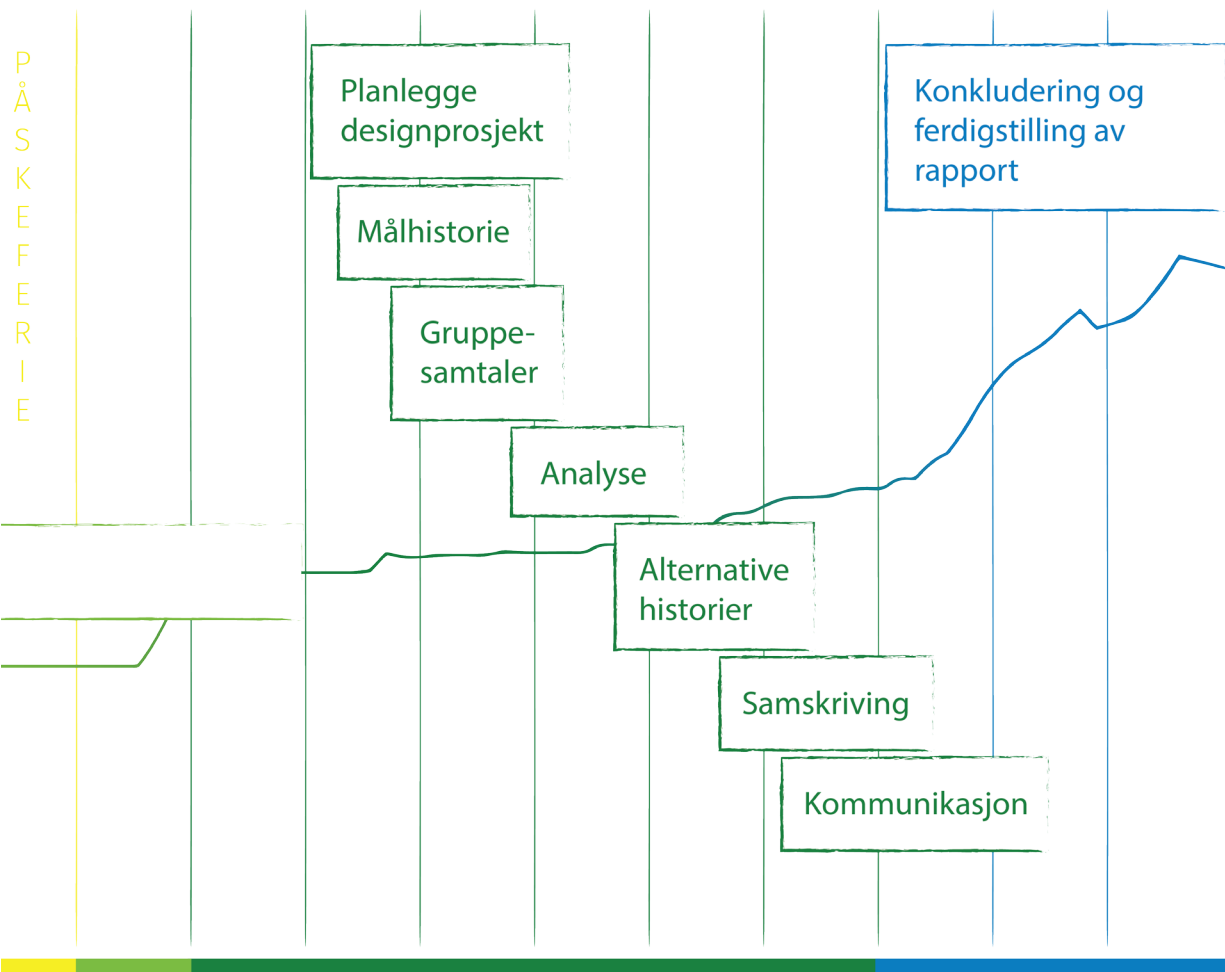 PÅSKEFERIE
Planlegge
designprosjekt
Målhistorie
Gruppe-
samtaler
Analyse
Alternative
historier
Samskriving
Kommunikasjon
Konkludering og
ferdigstilling av
rapport